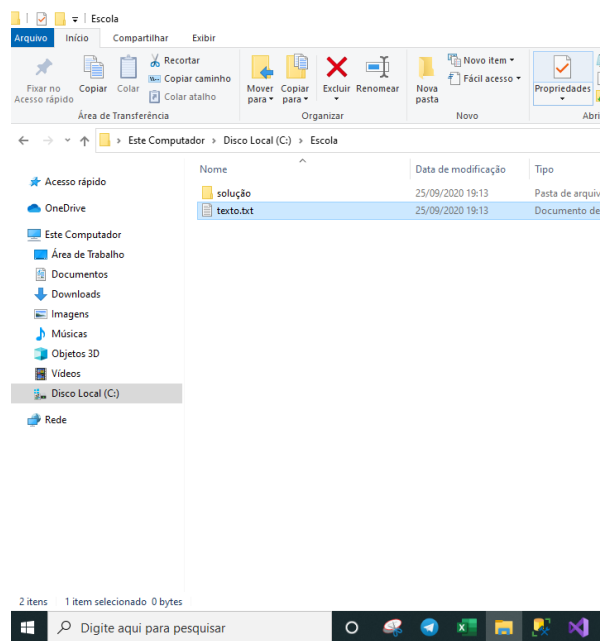 Escola
Arquivo Início Compartilhar Exibir
Fixar no Acesso rápido
Copiar
Colar
Recortar
Copiar caminho
Colar atalho
Mover para
Copiar para
Excluir
Renomear
Nova pasta
Novo item
Fácil acesso
Propriedades
Área de Transferência Organizar Novo Abri
Este Computador > Disco Local (C:) > Escola
Nome Data de modificação Tipo
solução 25/09/2020 19:13 Pasta de arquiv
texto.txt 25/09/2020 19:13 Documento de
Acesso rápido
OneDrive
Este Computador
Área de Trabalho
Documentos
Downloads
Imagens
Músicas
Objetos 3D
Vídeos
Disco Local (C:)
Rede
2 itens 1 item selecionado 0 bytes
Digite aqui para pesquisar